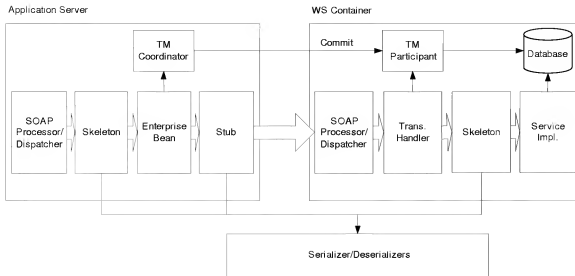 Application Server
WS Container
TM
Coordinator
Commit
TM
Participant
Database
SOAP
Processor/
Dispatcher
Skeleton
Enterprise
Bean
Stub
SOAP
Processor/
Dispatcher
Trans.
Handler
Skeleton
Service
Impl.
Serializer/Deserializers